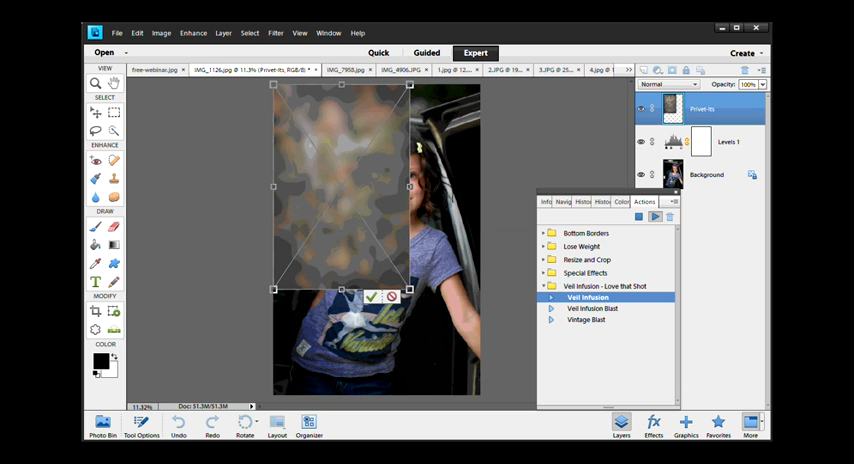 File Edit Image Enhance Layer Select Filter View Window Help
Open Quick Guided Expert Create
VIEW free-webinar.jpg × IMG_1126.jpg @ 11.3% (Privet-Its, RGB/8) * × IMG_7958.jpg × IMG_4906.JPG × 1.jpg @ 12... × 2.JPG @ 19... × 3.JPG @ 25... × 4.jpg @ 1 »
Normal Opacity: 100%
SELECT
Privet-Its
Levels 1
ENHANCE
Background
Info Navig Histo Histo Color Actions
DRAW
Bottom Borders
Lose Weight
Resize and Crop
Special Effects
Veil Infusion - Love that Shot
Veil Infusion
MODIFY
Veil Infusion Blast
Vintage Blast
COLOR
11.32% Doc: 51.3M/51.3M
Photo Bin Tool Options Undo Redo Rotate Layout Organizer Layers Effects Graphics Favorites More